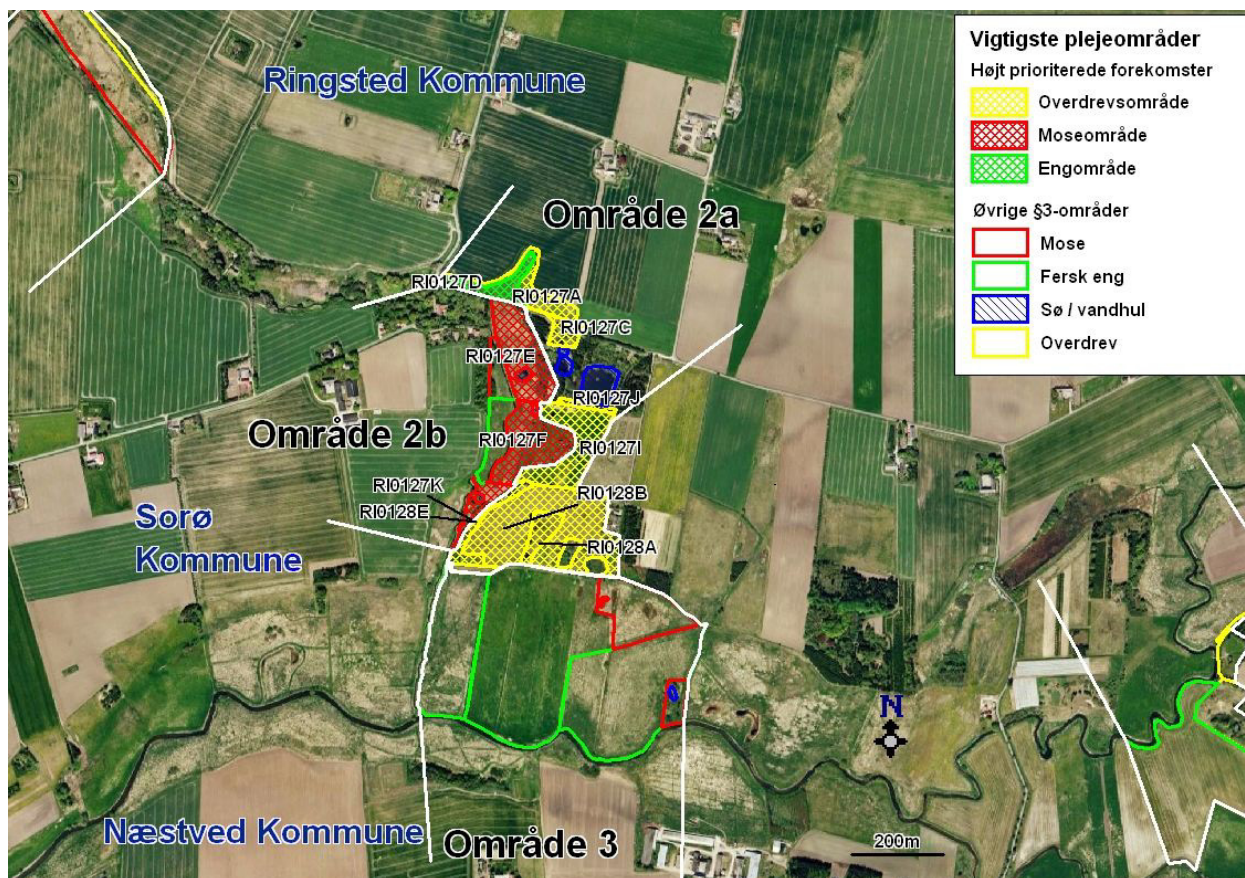 Ringsted Kommune
Område 2a
RI0127D
RI0127A
RI0127C
RI0127E
RI0127J
Område 2b
RI0127F
RI0127I
RI0127K
RI0128B
RI0128E
Sorø
Kommune
RI0128A
N
Næstved Kommune
Område 3
200m
Vigtigste plejeområder
Højt prioriterede forekomster
Overdrevsområde
Moseområde
Engområde
Øvrige §3-områder
Mose
Fersk eng
Sø / vandhul
Overdrev